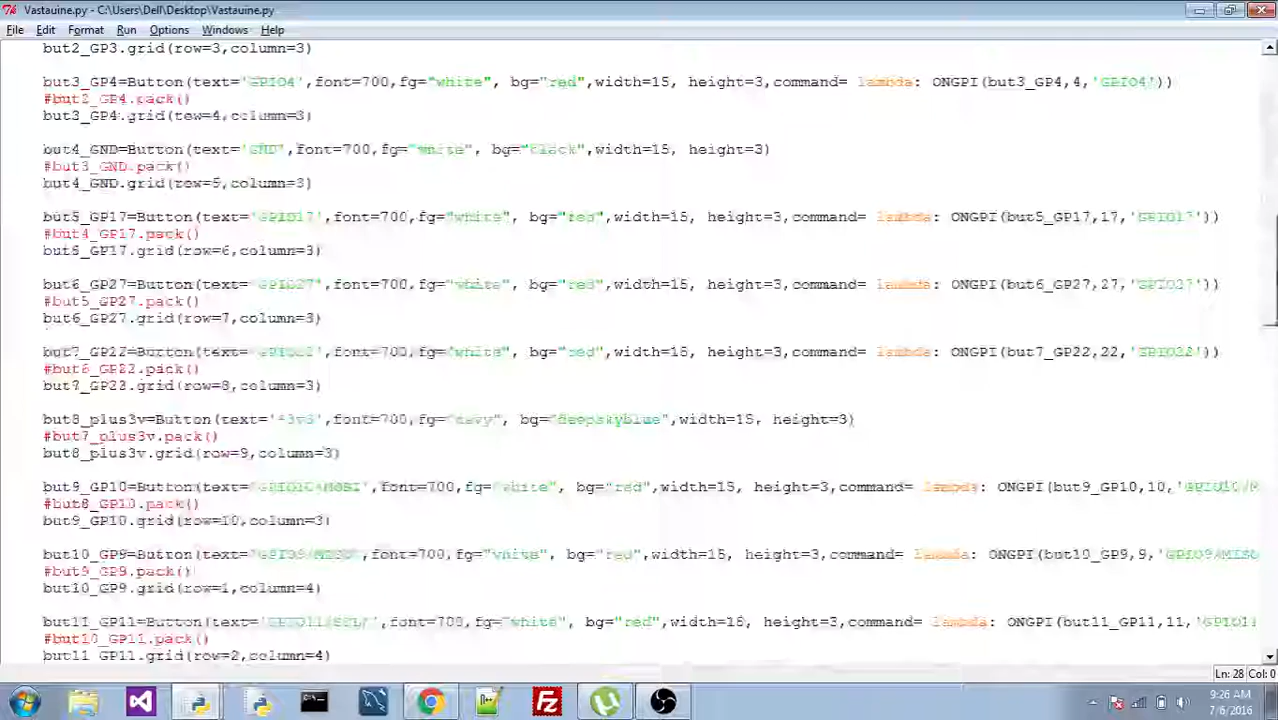 Vastauine.py - C:\Users\Dell\Desktop\Vastauine.py
File Edit Format Run Options Windows Help
but2_GP3.grid(row=3,column=3)
but3_GP4=Button(text='GPIO4',font=700,fg="white", bg="red",width=15, height=3,command= lambda: ONGPI(but3_GP4,4,'GPIO4'))
#but2_GP4.pack()
but3_GP4.grid(row=4,column=3)
but4_GND=Button(text='GND',font=700,fg="white", bg="black",width=15, height=3)
#but3_GND.pack()
but4_GND.grid(row=5,column=3)
but5_GP17=Button(text='GPIO17',font=700,fg="white", bg="red",width=15, height=3,command= lambda: ONGPI(but5_GP17,17,'GPIO17'))
#but4_GP17.pack()
but5_GP17.grid(row=6,column=3)
but6_GP27=Button(text='GPIO27',font=700,fg="white", bg="red",width=15, height=3,command= lambda: ONGPI(but6_GP27,27,'GPIO27'))
#but5_GP27.pack()
but6_GP27.grid(row=7,column=3)
but7_GP22=Button(text='GPIO22',font=700,fg="white", bg="red",width=15, height=3,command= lambda: ONGPI(but7_GP22,22,'GPIO22'))
#but6_GP22.pack()
but7_GP22.grid(row=8,column=3)
but8_plus3v=Button(text='+3v3',font=700,fg="navy", bg="deepskyblue",width=15, height=3)
#but7_plus3v.pack()
but8_plus3v.grid(row=9,column=3)
but9_GP10=Button(text='GPIO10/MOSI',font=700,fg="white", bg="red",width=15, height=3,command= lambda: ONGPI(but9_GP10,10,'GPIO10/M
#but8_GP10.pack()
but9_GP10.grid(row=10,column=3)
but10_GP9=Button(text='GPIO9/MISO',font=700,fg="white", bg="red",width=15, height=3,command= lambda: ONGPI(but10_GP9,9,'GPIO9/MISO
#but9_GP9.pack()
but10_GP9.grid(row=1,column=4)
but11_GP11=Button(text= ,font=700,fg="white", bg="red",width=15, height=3,command= lambda: ONGPI(but11_GP11,11,'GPIO11
#but10_GP11.pack()
but11_GP11.grid(row=2,column=4)
Ln: 28 Col: 0
9:26 AM
7/6/2016